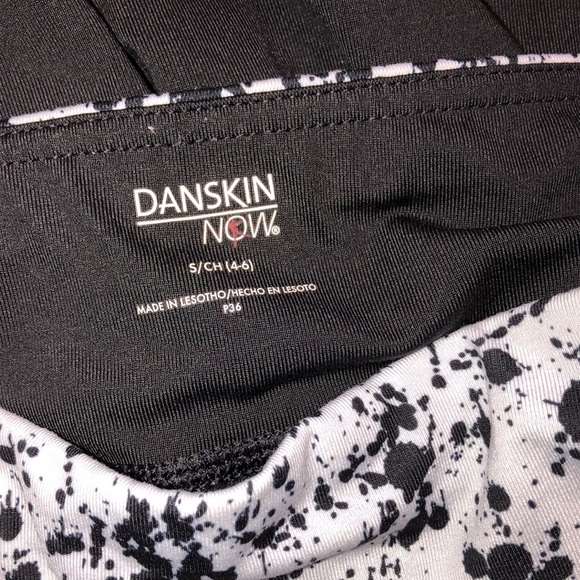 DANSKIN
NOW®
S/CH (4-6)
MADE IN LESOTHO/HECHO EN LESOTO
P36